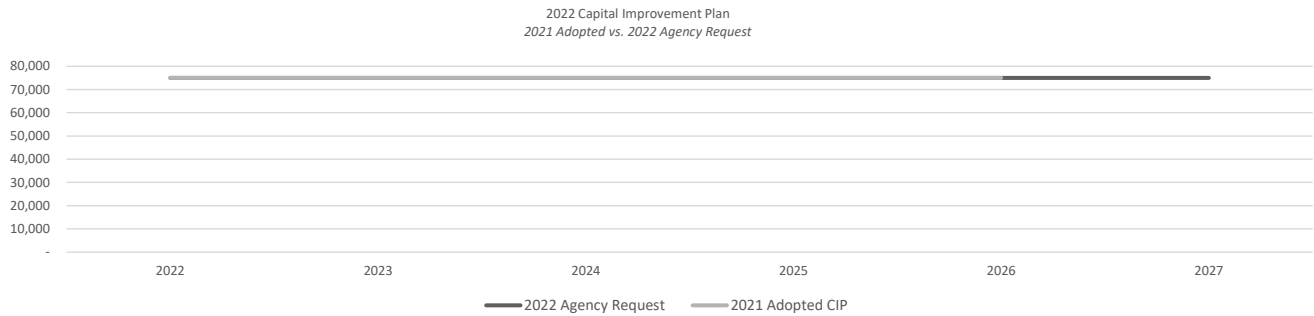 2022 Capital Improvement Plan
2021 Adopted vs. 2022 Agency Request
80,000
70,000
60,000
50,000
40,000
30,000
20,000
10,000
-
2022 2023 2024 2025 2026 2027
2022 Agency Request 2021 Adopted CIP